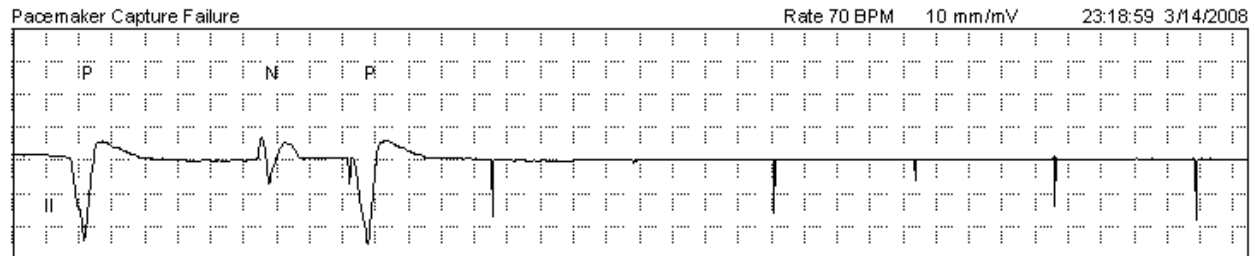 Pacemaker Capture Failure Rate 70 BPM 10 mm/mV 23:18:59 3/14/2008
P N P
II